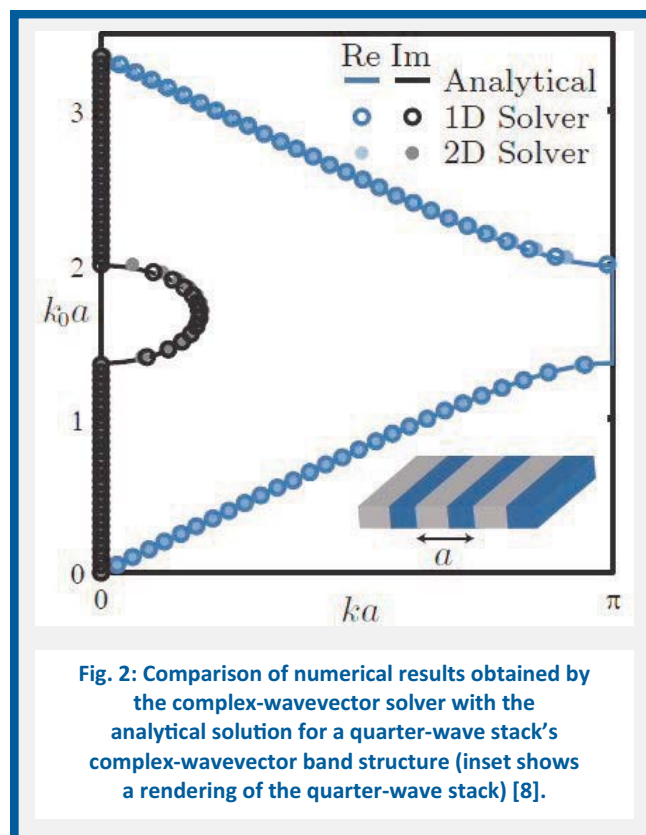 Re Im
Analytical
1D Solver
2D Solver
3
2
k₀a
1
0
a
0
ka
π
Fig. 2: Comparison of numerical results obtained by
the complex-wavevector solver with the
analytical solution for a quarter-wave stack's
complex-wavevector band structure (inset shows
a rendering of the quarter-wave stack) [8].